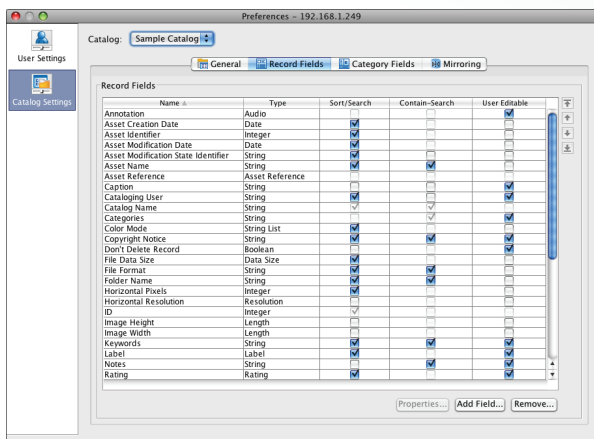 Preferences – 192.168.1.249
User Settings
Catalog Settings
Catalog: Sample Catalog
General Record Fields Category Fields Mirroring
Record Fields
Name Type Sort/Search Contain-Search User Editable
Annotation Audio
Asset Creation Date Date
Asset Identifier Integer
Asset Modification Date Date
Asset Modification State Identifier String
Asset Name String
Asset Reference Asset Reference
Caption String
Cataloging User String
Catalog Name String
Categories String
Color Mode String List
Copyright Notice String
Don't Delete Record Boolean
File Data Size Data Size
File Format String
Folder Name String
Horizontal Pixels Integer
Horizontal Resolution Resolution
ID Integer
Image Height Length
Image Width Length
Keywords String
Label Label
Notes String
Rating Rating
Properties... Add Field... Remove...